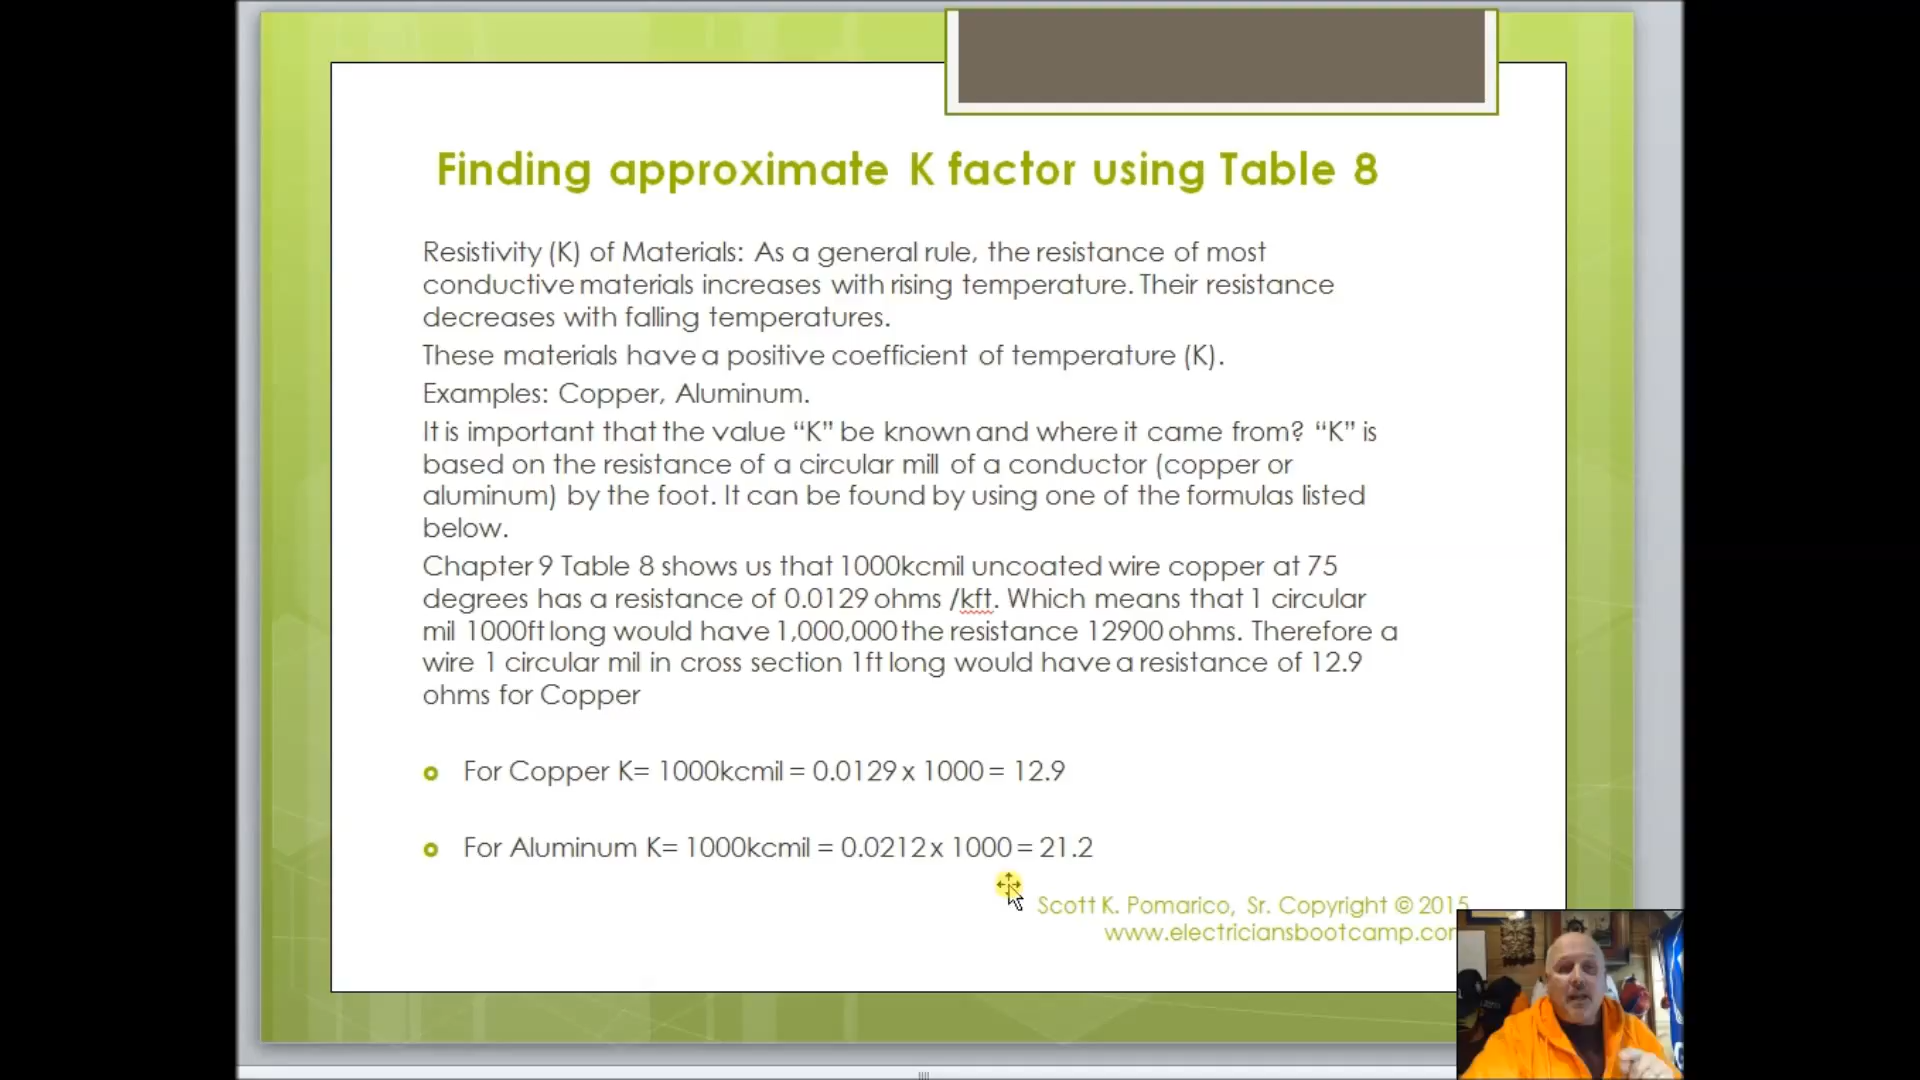 Finding approximate K factor using Table 8
Resistivity (K) of Materials: As a general rule, the resistance of most
conductive materials increases with rising temperature. Their resistance
decreases with falling temperatures.
These materials have a positive coefficient of temperature (K).
Examples: Copper, Aluminum.
It is important that the value “K” be known and where it came from? “K” is
based on the resistance of a circular mill of a conductor (copper or
aluminum) by the foot. It can be found by using one of the formulas listed
below.
Chapter 9 Table 8 shows us that 1000kcmil uncoated wire copper at 75
degrees has a resistance of 0.0129 ohms /kft. Which means that 1 circular
mil 1000ft long would have 1,000,000 the resistance 12900 ohms. Therefore a
wire 1 circular mil in cross section 1ft long would have a resistance of 12.9
ohms for Copper
For Copper K= 1000kcmil = 0.0129 x 1000 = 12.9
For Aluminum K= 1000kcmil = 0.0212 x 1000 = 21.2
Scott K. Pomarico, Sr. Copyright © 2015
www.electriciansbootcamp.com